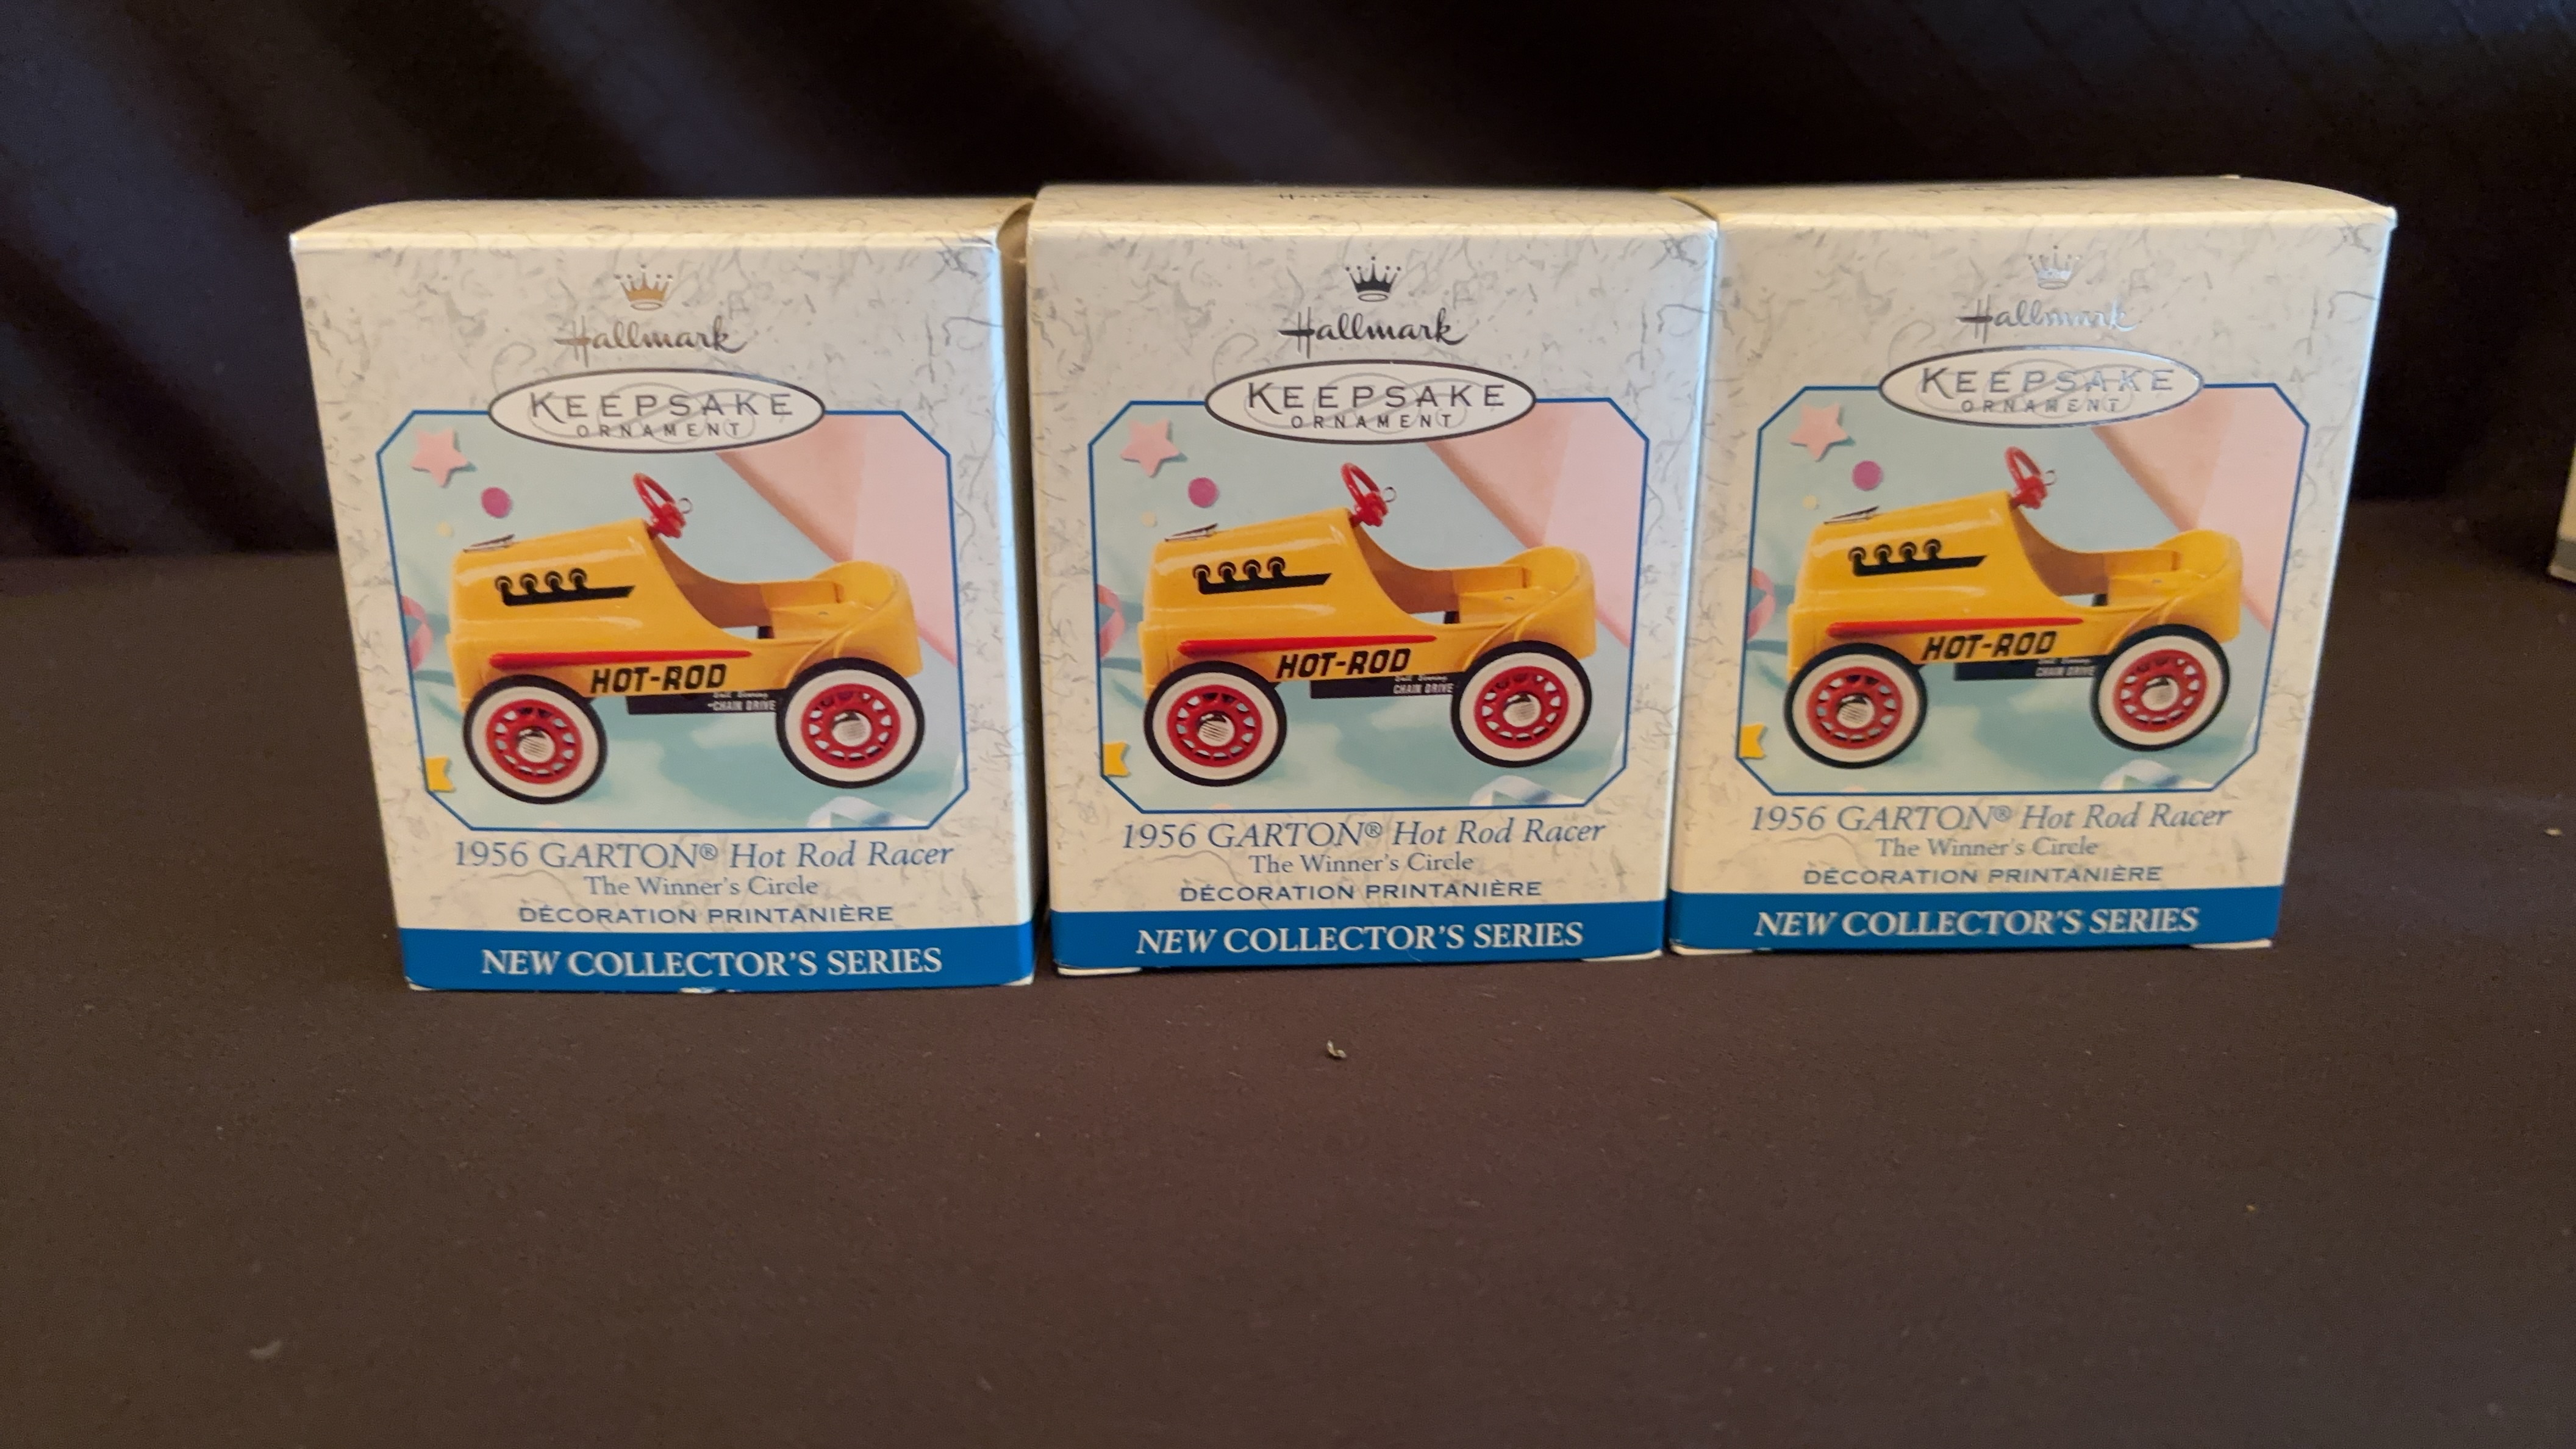 Hallmark
KEEPSAKE
ORNAMENT
HOT-ROD
CHAIN DRIVE
1956 GARTON® Hot Rod Racer
The Winner's Circle
DÉCORATION PRINTANIÈRE
NEW COLLECTOR'S SERIES
Hallmark
Hallmark
KEEPSAKE
ORNAMENT
HOT-ROD
CHAIN DRIVE
1956 GARTON® Hot Rod Racer
The Winner's Circle
DÉCORATION PRINTANIÈRE
NEW COLLECTOR'S SERIES
Hallmark
KEEPSAKE
ORNAMENT
HOT-ROD
CHAIN DRIVE
1956 GARTON® Hot Rod Racer
The Winner's Circle
DÉCORATION PRINTANIÈRE
NEW COLLECTOR'S SERIES